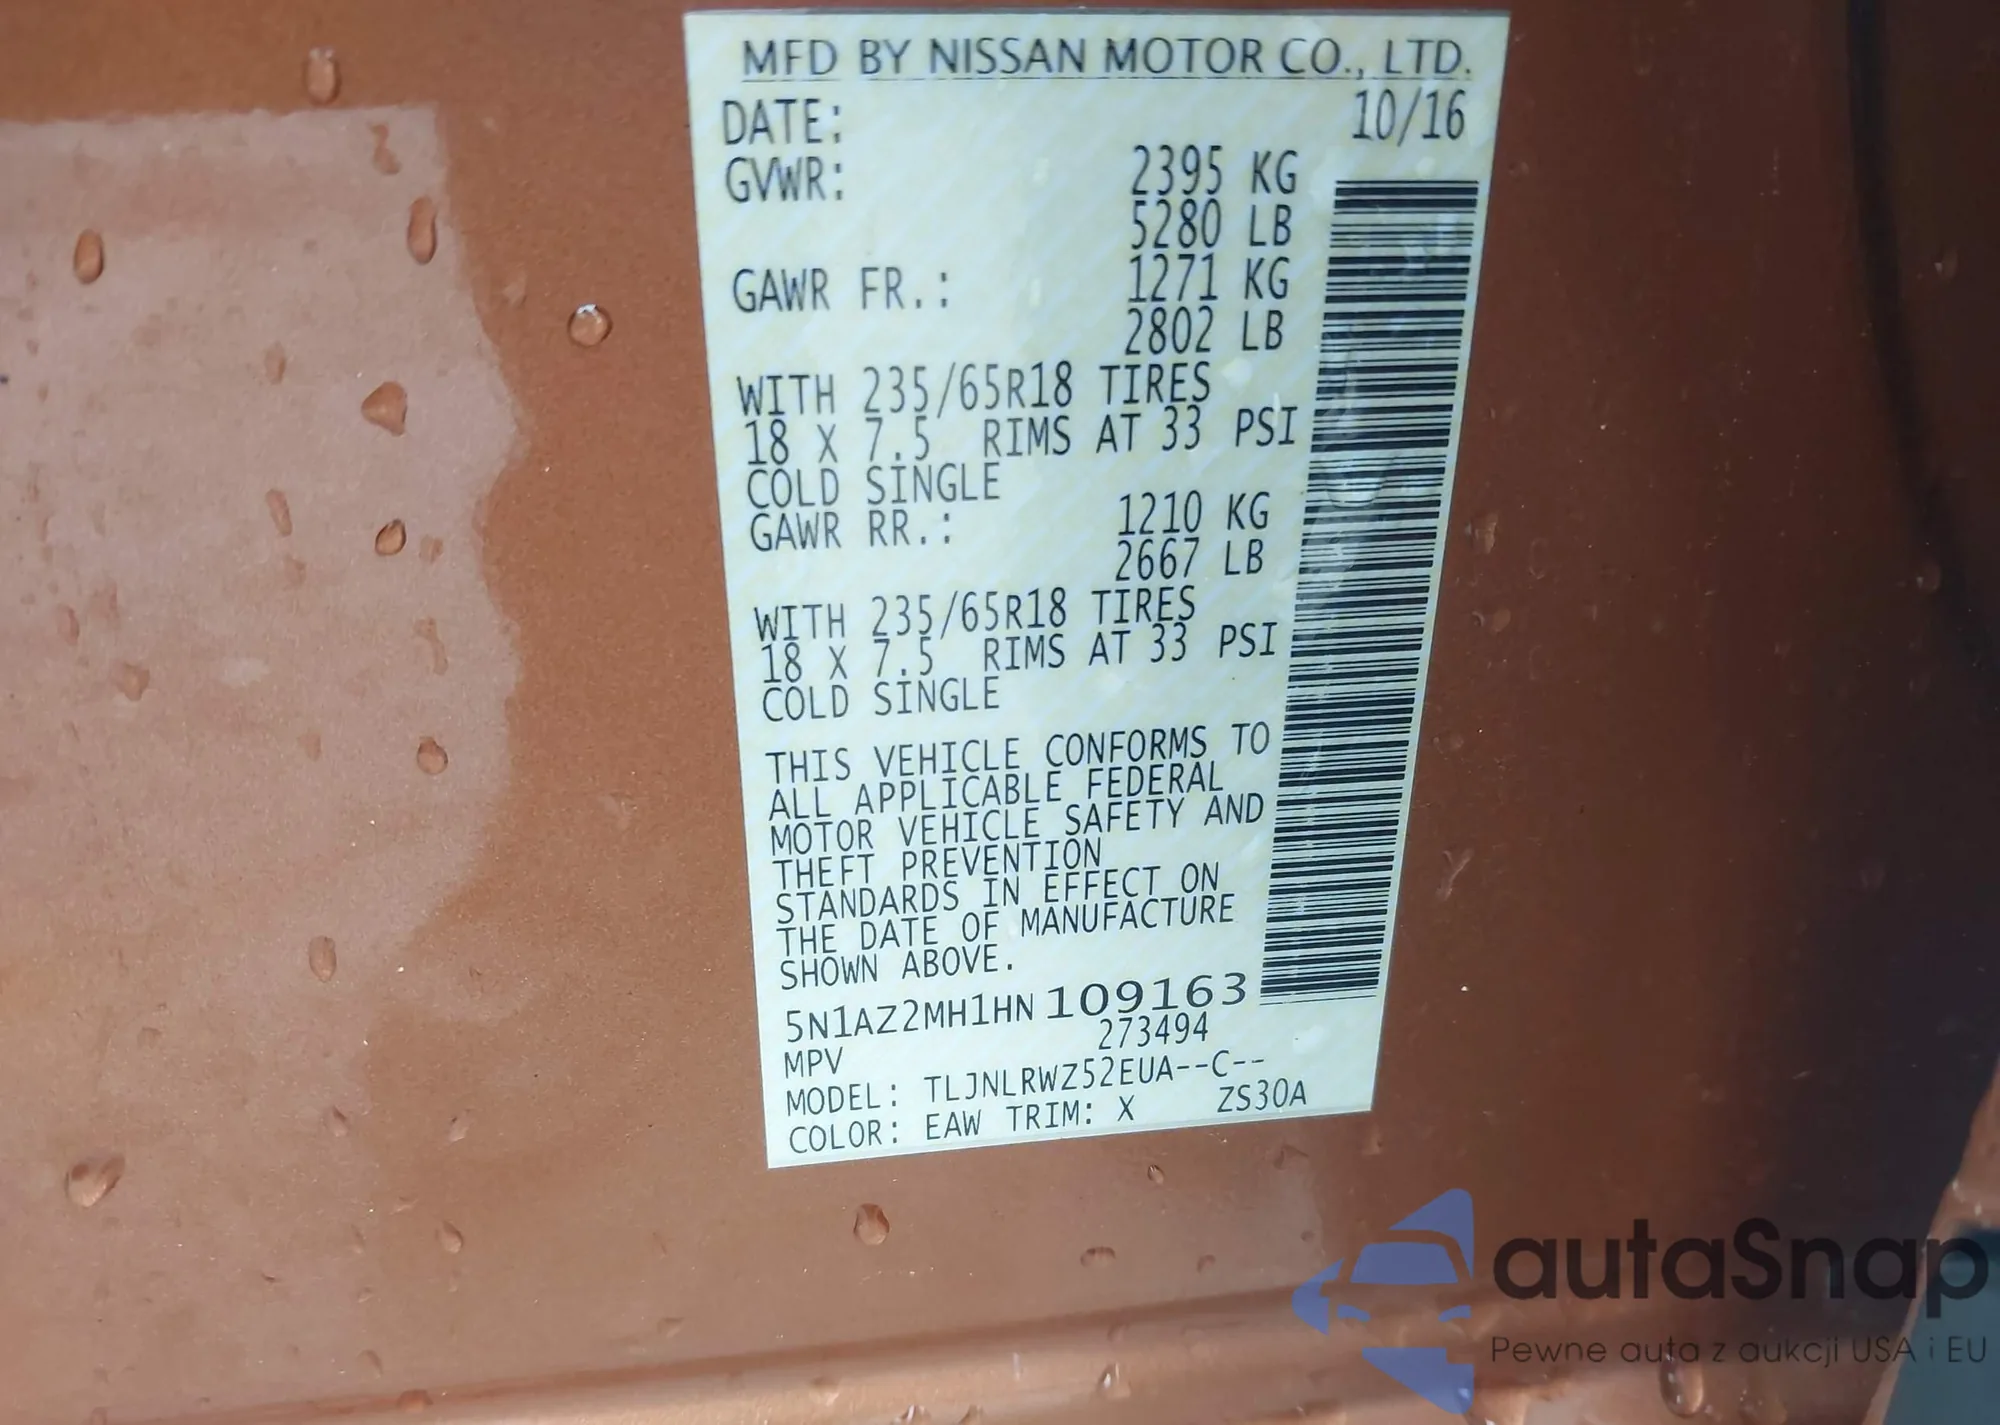 MFD BY NISSAN MOTOR CO., LTD.
DATE: 10/16
GVWR: 2395 KG
5280 LB
GAWR FR.: 1271 KG
2802 LB
WITH 235/65R18 TIRES
18 X 7.5 RIMS AT 33 PSI
COLD SINGLE
GAWR RR.: 1210 KG
2667 LB
WITH 235/65R18 TIRES
18 X 7.5 RIMS AT 33 PSI
COLD SINGLE
THIS VEHICLE CONFORMS TO
ALL APPLICABLE FEDERAL
MOTOR VEHICLE SAFETY AND
THEFT PREVENTION
STANDARDS IN EFFECT ON
THE DATE OF MANUFACTURE
SHOWN ABOVE.
5N1AZ2MH1HN109163
273494
MPV
MODEL: TLJNLRWZ52EUA--C--
COLOR: EAW TRIM: X ZS30A
autaSnap
Pewne auta z aukcji USA i EU